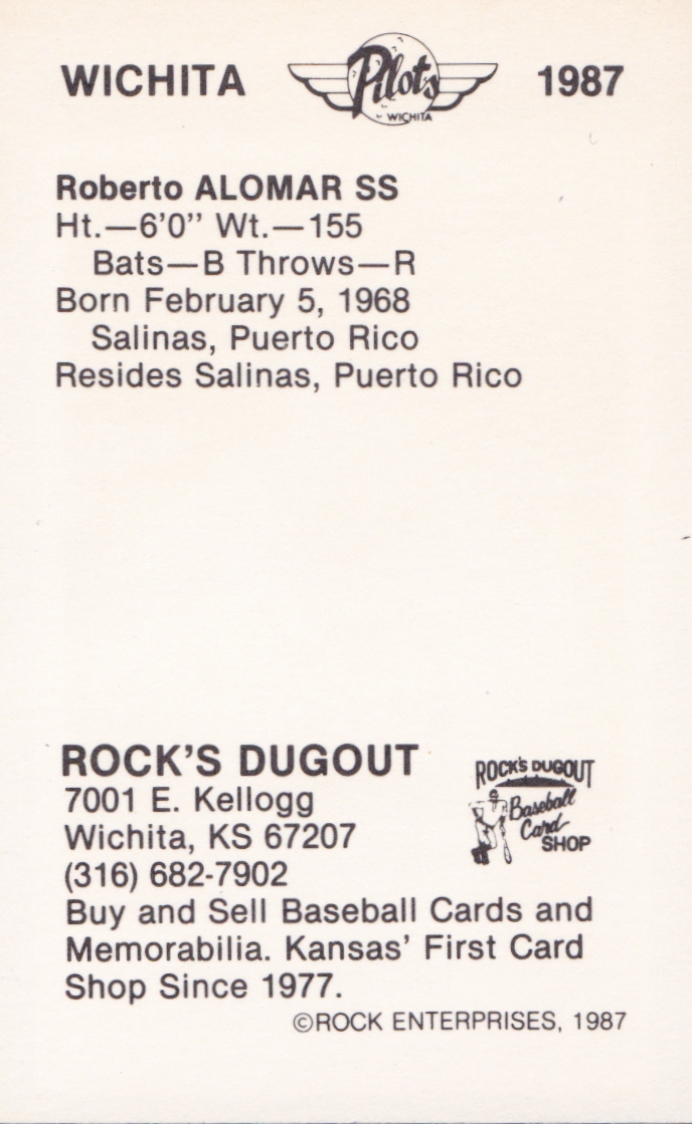 WICHITA Pilots WICHITA 1987
Roberto ALOMAR SS
Ht.—6'0" Wt.—155
Bats—B Throws—R
Born February 5, 1968
Salinas, Puerto Rico
Resides Salinas, Puerto Rico
ROCK'S DUGOUT
7001 E. Kellogg
Wichita, KS 67207
(316) 682-7902
Buy and Sell Baseball Cards and
Memorabilia. Kansas' First Card
Shop Since 1977.
ROCK'S DUGOUT
Baseball
Card
SHOP
©ROCK ENTERPRISES, 1987